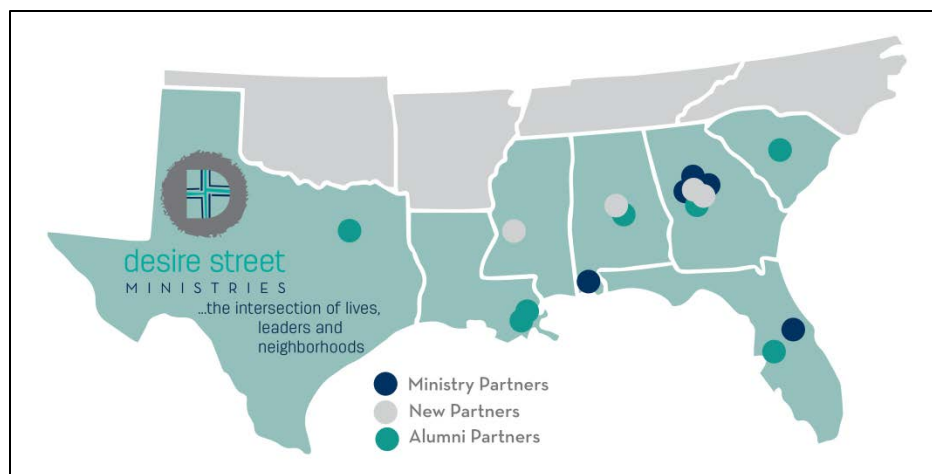 desire street
MINISTRIES
...the intersection of lives,
leaders and
neighborhoods
Ministry Partners
New Partners
Alumni Partners